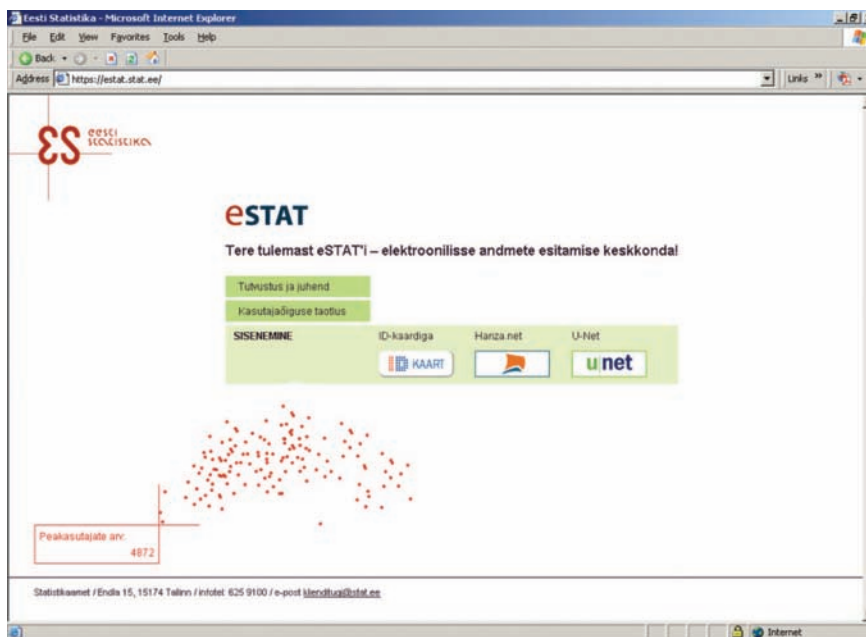 Eesti Statistika - Microsoft Internet Explorer
File Edit View Favorites Tools Help
Back
Address https://estat.stat.ee/ Links »
ES eesti statistika
eSTAT
Tere tulemast eSTAT'i – elektroonilisse andmete esitamise keskkonda!
Tutvustus ja juhend
Kasutajaõiguse taotlus
SISENEMINE ID-kaardiga Hanza.net U-Net
ID KAART u net
Peakasutajate arv:
4872
Statistikaamet / Endla 15, 15174 Tallinn / infotel: 625 9100 / e-post klienditugi@stat.ee
Internet